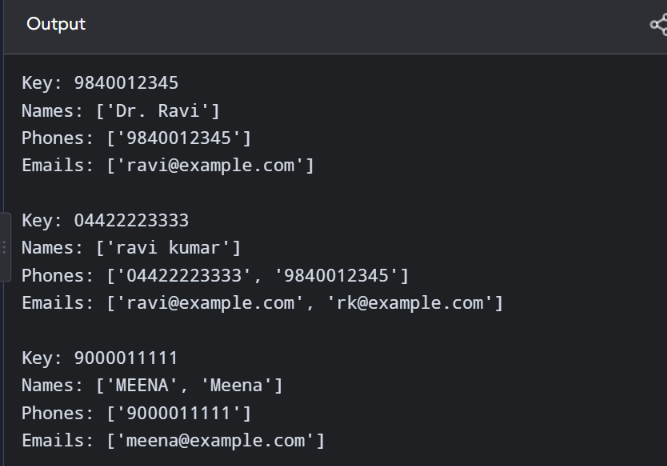 Output
Key: 9840012345
Names: ['Dr. Ravi']
Phones: ['9840012345']
Emails: ['ravi@example.com']
Key: 04422223333
Names: ['ravi kumar']
Phones: ['04422223333', '9840012345']
Emails: ['ravi@example.com', 'rk@example.com']
Key: 9000011111
Names: ['MEENA', 'Meena']
Phones: ['9000011111']
Emails: ['meena@example.com']